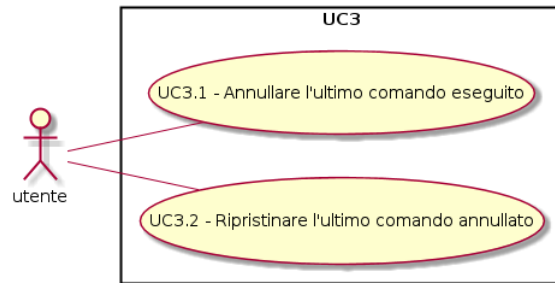 UC3
UC3.1 - Annullare l'ultimo comando eseguito
utente
UC3.2 - Ripristinare l'ultimo comando annullato